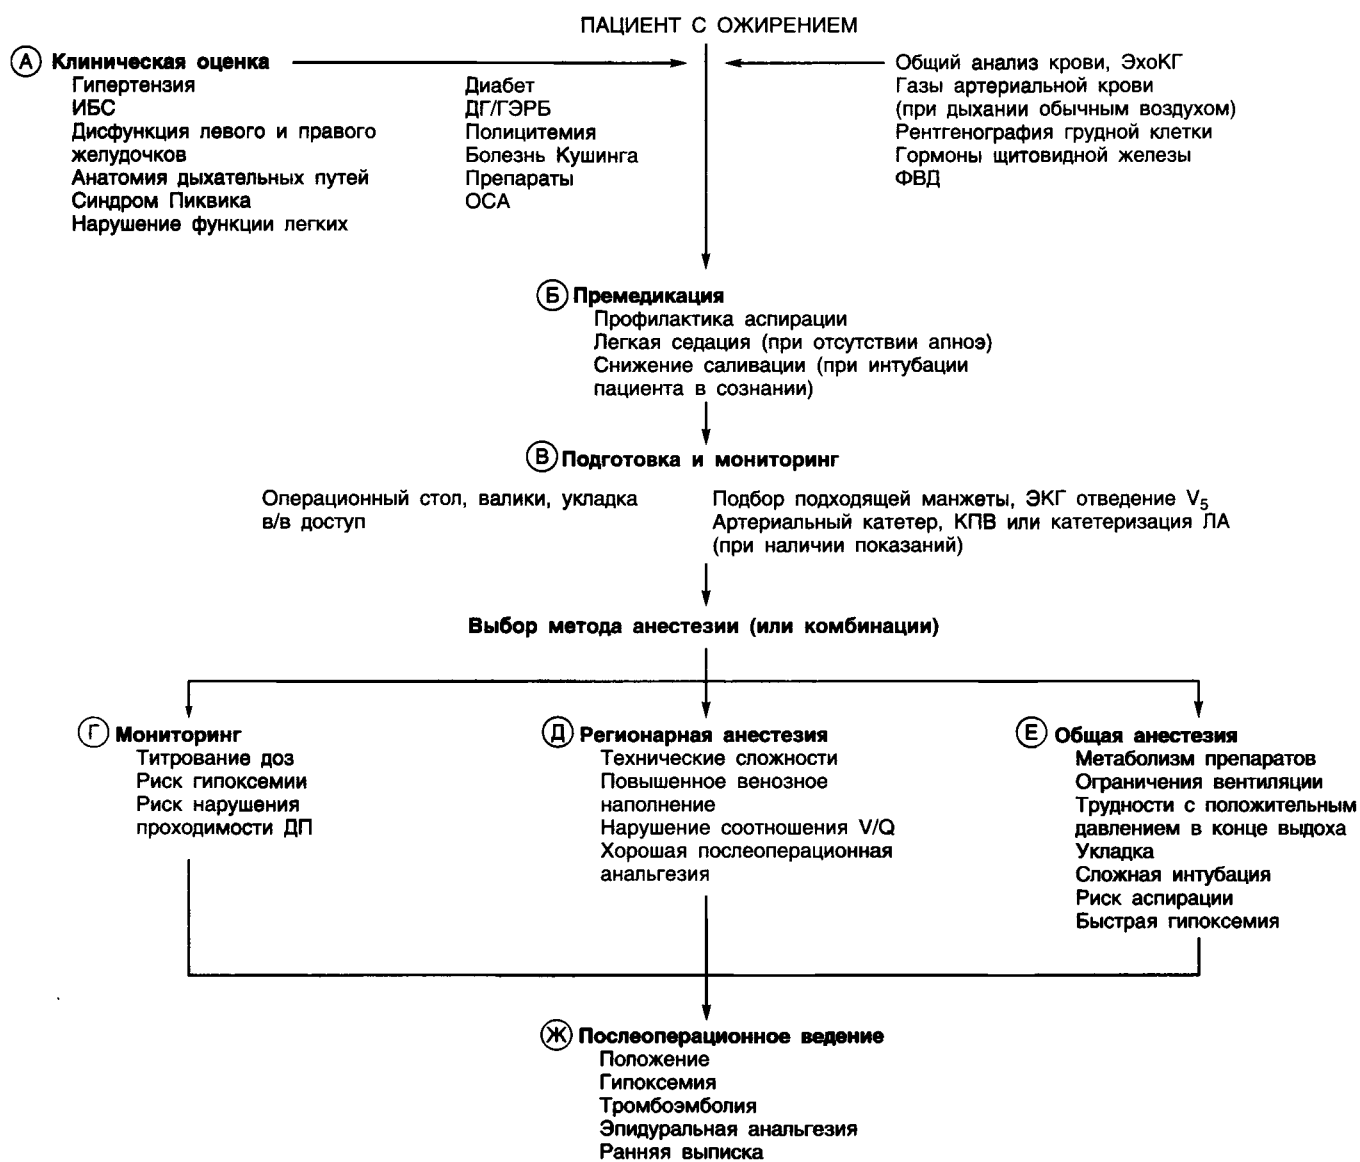 ПАЦИЕНТ С ОЖИРЕНИЕМ
А Клиническая оценка
Гипертензия
ИБС
Дисфункция левого и правого
желудочков
Анатомия дыхательных путей
Синдром Пиквика
Нарушение функции легких
Диабет
ДГ/ГЭРБ
Полицитемия
Болезнь Кушинга
Препараты
ОСА
Общий анализ крови, ЭхоКГ
Газы артериальной крови
(при дыхании обычным воздухом)
Рентгенография грудной клетки
Гормоны щитовидной железы
ФВД
Б Премедикация
Профилактика аспирации
Легкая седация (при отсутствии апноэ)
Снижение саливации (при интубации
пациента в сознании)
В Подготовка и мониторинг
Операционный стол, валики, укладка
в/в доступ
Подбор подходящей манжеты, ЭКГ отведение V5
Артериальный катетер, КПВ или катетеризация ЛА
(при наличии показаний)
Выбор метода анестезии (или комбинации)
Г Мониторинг
Титрование доз
Риск гипоксемии
Риск нарушения
проходимости ДП
Д Регионарная анестезия
Технические сложности
Повышенное венозное
наполнение
Нарушение соотношения V/Q
Хорошая послеоперационная
анальгезия
Е Общая анестезия
Метаболизм препаратов
Ограничения вентиляции
Трудности с положительным
давлением в конце выдоха
Укладка
Сложная интубация
Риск аспирации
Быстрая гипоксемия
Ж Послеоперационное ведение
Положение
Гипоксемия
Тромбоэмболия
Эпидуральная анальгезия
Ранняя выписка